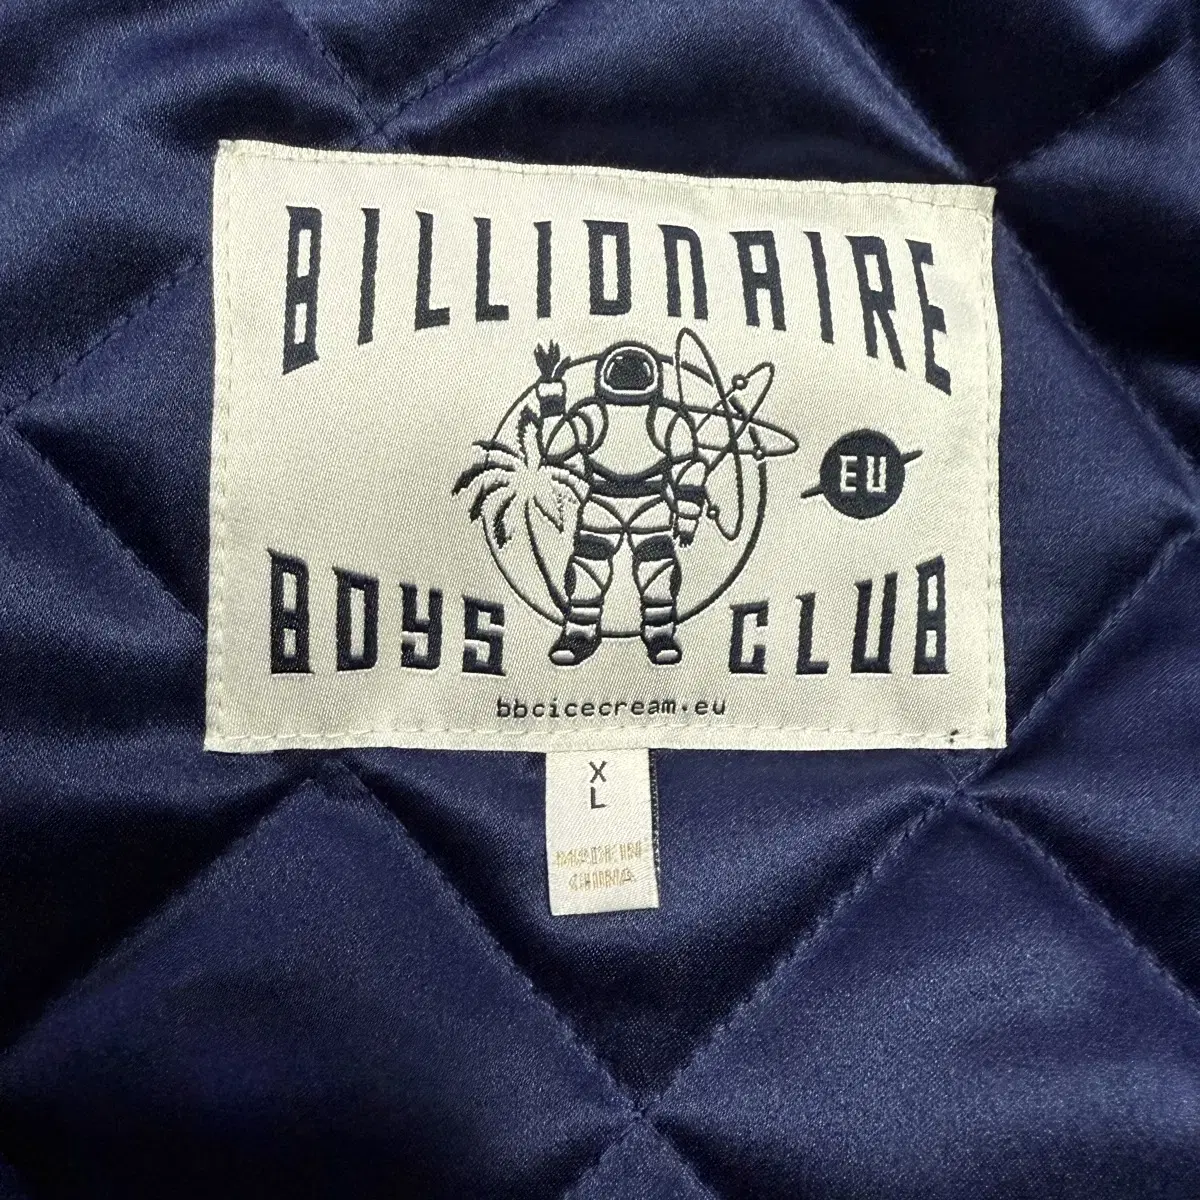 BILLIONAIRE
EU
BOYS CLUB
bbcicecream.eu
X
L
MADE IN
CHINA